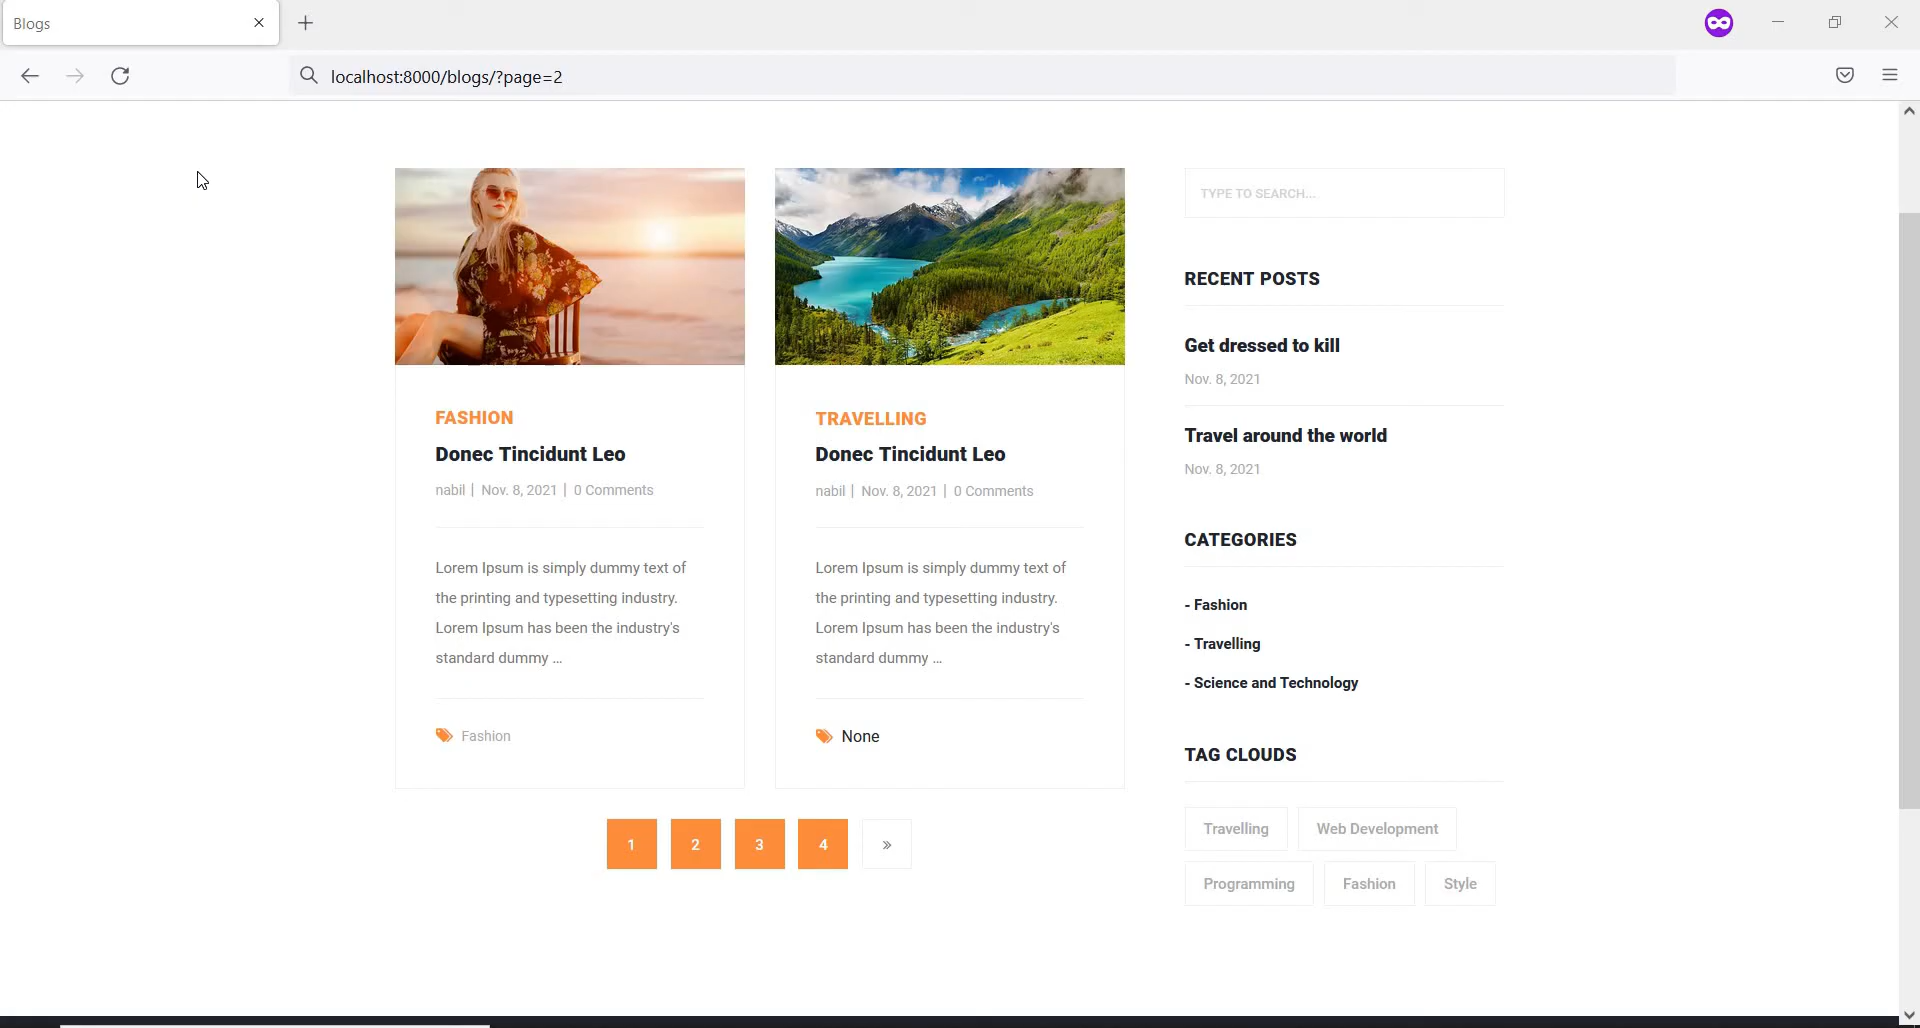 Blogs
localhost:8000/blogs/?page=2
FASHION
Donec Tincidunt Leo
nabil | Nov. 8, 2021 | 0 Comments
Lorem Ipsum is simply dummy text of
the printing and typesetting industry.
Lorem Ipsum has been the industry's
standard dummy ...
Fashion
TRAVELLING
Donec Tincidunt Leo
nabil | Nov. 8, 2021 | 0 Comments
Lorem Ipsum is simply dummy text of
the printing and typesetting industry.
Lorem Ipsum has been the industry's
standard dummy ...
None
1 2 3 4 »
TYPE TO SEARCH...
RECENT POSTS
Get dressed to kill
Nov. 8, 2021
Travel around the world
Nov. 8, 2021
CATEGORIES
- Fashion
- Travelling
- Science and Technology
TAG CLOUDS
Travelling Web Development
Programming Fashion Style